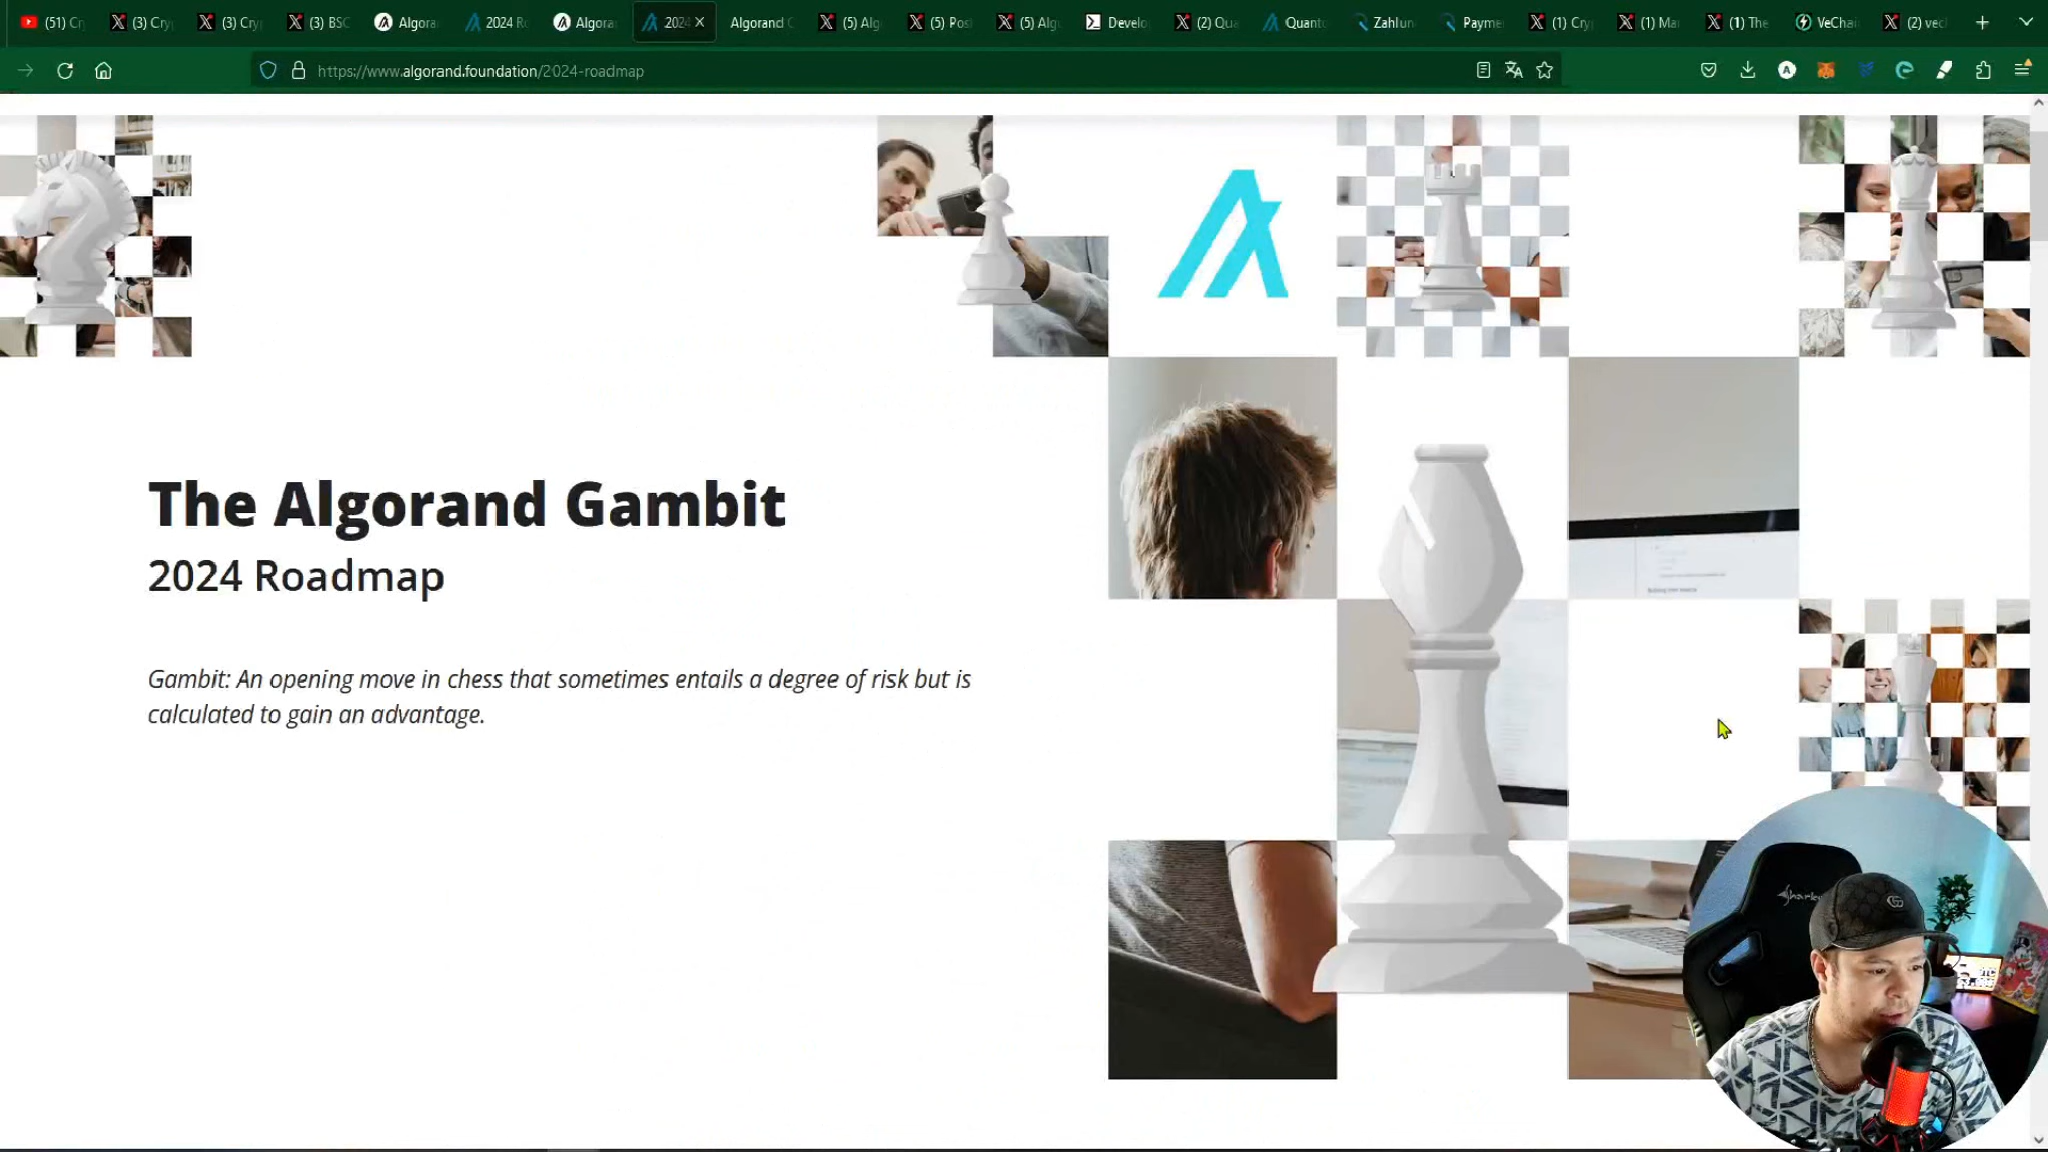 (51) Cr
(3) Cry
(3) Cry
(3) BSC
Algor
2024 R
Algora
2024
Algorand
(5) Alg
(5) Pos
(5) Alg
Develo
(2) Qua
Quant
Zahlun
Payme
(1) Cry
(1) Ma
(1) The
VeChai
(2) vec
https://www.algorand.foundation/2024-roadmap
The Algorand Gambit
2024 Roadmap
Gambit: An opening move in chess that sometimes entails a degree of risk but is
calculated to gain an advantage.